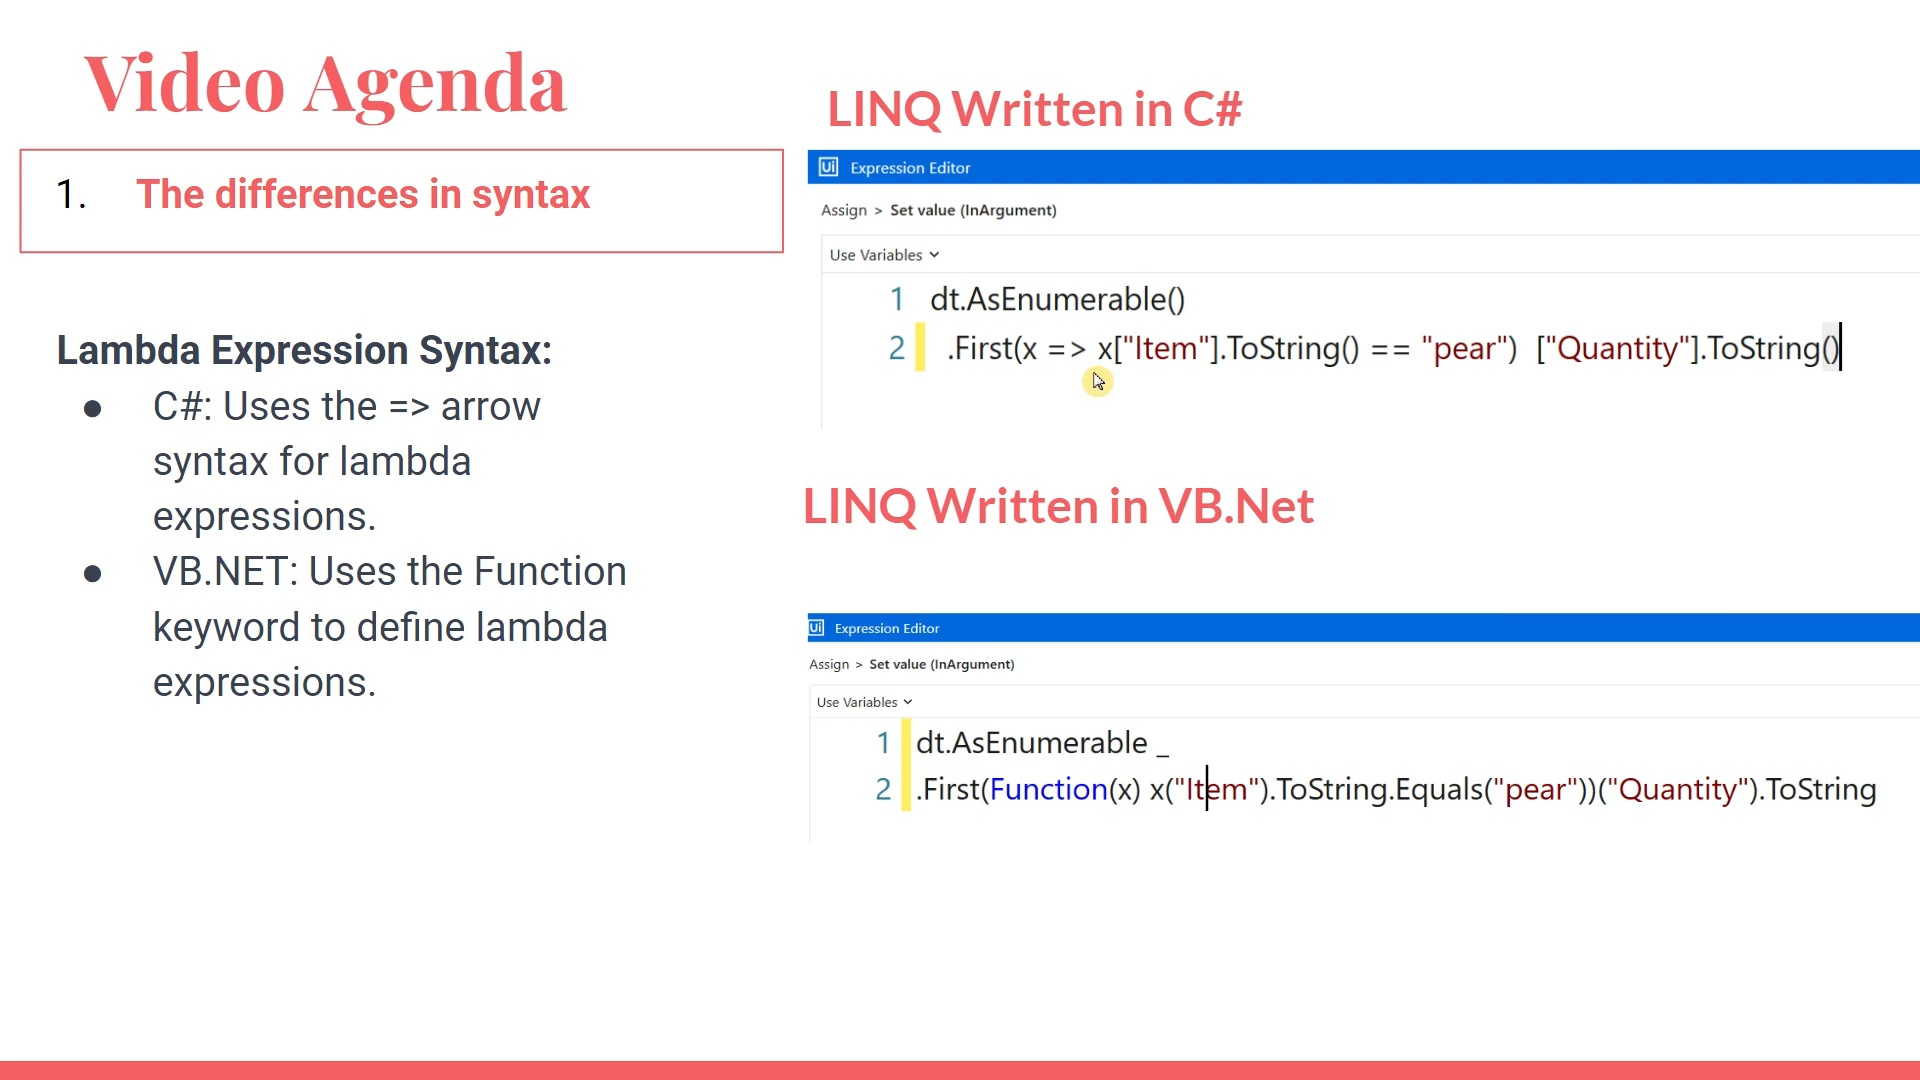 Video Agenda
1. The differences in syntax
Lambda Expression Syntax:
● C#: Uses the => arrow
syntax for lambda
expressions.
● VB.NET: Uses the Function
keyword to define lambda
expressions.
LINQ Written in C#
Ui Expression Editor
Assign > Set value (InArgument)
Use Variables
1 dt.AsEnumerable()
2 .First(x => x["Item"].ToString() == "pear") ["Quantity"].ToString()
LINQ Written in VB.Net
Ui Expression Editor
Assign > Set value (InArgument)
Use Variables
1 dt.AsEnumerable _
2 .First(Function(x) x("Item").ToString.Equals("pear"))("Quantity").ToString